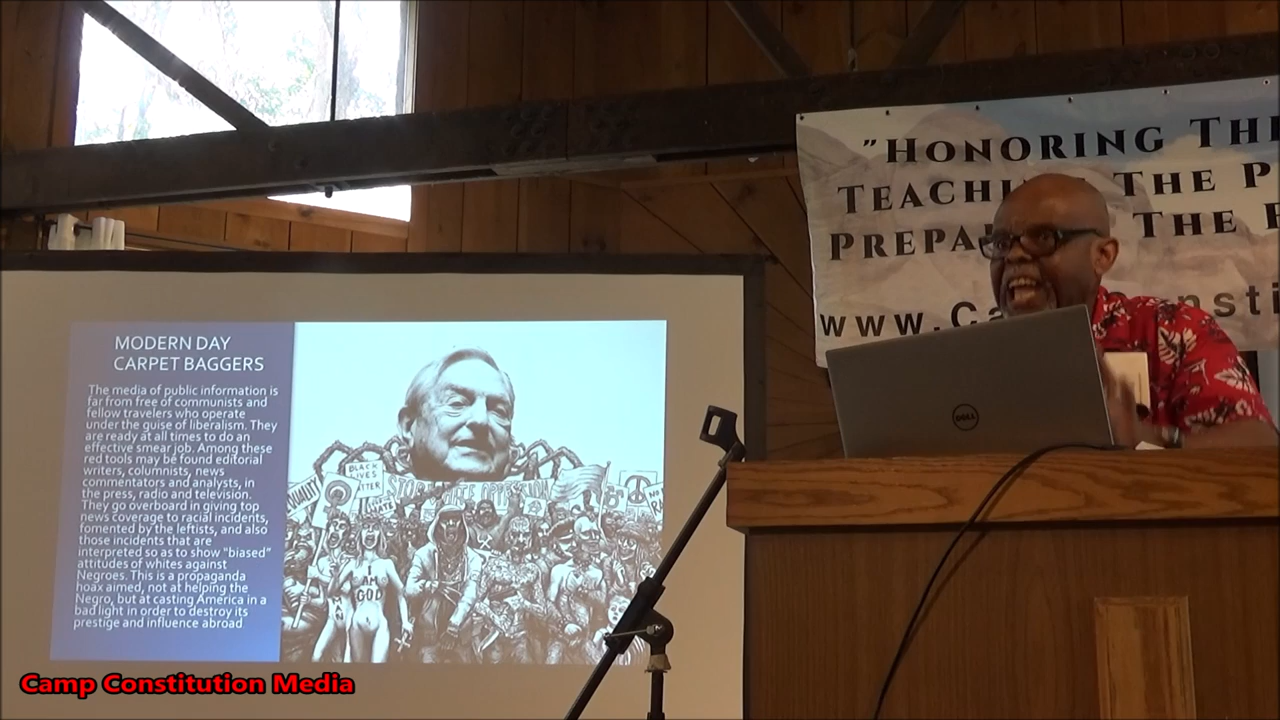 "HONORING TH
TEACHI THE P
PREPA THE
www.Ca nsti
MODERN DAY
CARPET BAGGERS
The media of public information is
far from free of communists and
fellow travelers who operate
under the guise of liberalism. They
are ready at all times to do an
effective smear job. Among these
red tools may be found editorial
writers, columnists, news
commentators and analysts, in
the press, radio and television.
They go overboard in giving top
news coverage to racial incidents,
fomented by the leftists, and also
those incidents that are
interpreted so as to show "biased"
attitudes of whites against
Negroes. This is a propaganda
hoax aimed, not at helping the
Negro, but at casting America in a
bad light in order to destroy its
prestige and influence abroad
BLACK
LIVES
I AM
GOD
DELL
Camp Constitution Media